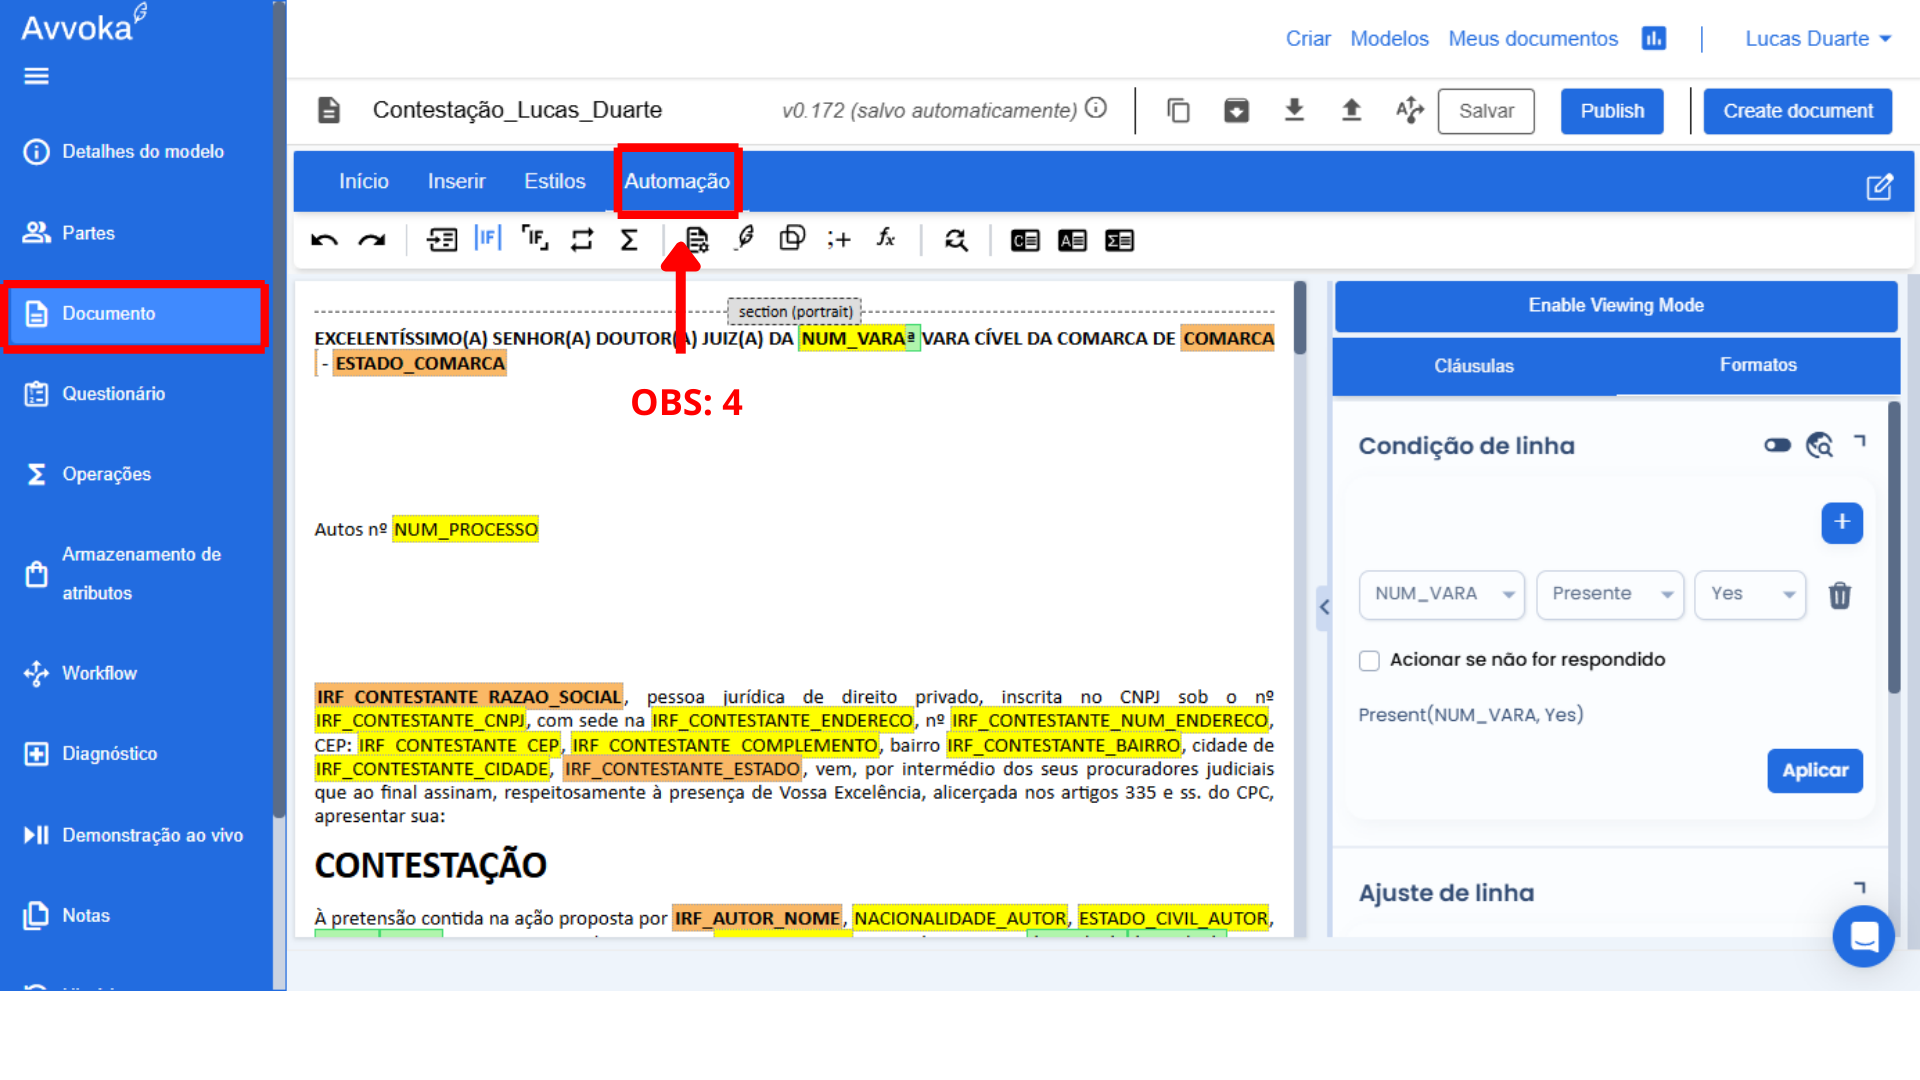 Avvoka
Criar Modelos Meus documentos Lucas Duarte
Contestação_Lucas_Duarte v0.172 (salvo automaticamente) Salvar Publish Create document
Início Inserir Estilos Automação
Detalhes do modelo
Partes
Documento
Questionário
Operações
Armazenamento de
atributos
Workflow
Diagnóstico
Demonstração ao vivo
Notas
section (portrait)
EXCELENTÍSSIMO(A) SENHOR(A) DOUTOR(A) JUIZ(A) DA NUM_VARAª VARA CÍVEL DA COMARCA DE COMARCA
- ESTADO_COMARCA
OBS: 4
Autos nº NUM_PROCESSO
IRF_CONTESTANTE_RAZAO_SOCIAL, pessoa jurídica de direito privado, inscrita no CNPJ sob o nº
IRF_CONTESTANTE_CNPJ, com sede na IRF_CONTESTANTE_ENDERECO, nº IRF_CONTESTANTE_NUM_ENDERECO,
CEP: IRF_CONTESTANTE_CEP, IRF_CONTESTANTE_COMPLEMENTO, bairro IRF_CONTESTANTE_BAIRRO, cidade de
IRF_CONTESTANTE_CIDADE, IRF_CONTESTANTE_ESTADO, vem, por intermédio dos seus procuradores judiciais
que ao final assinam, respeitosamente à presença de Vossa Excelência, alicerçada nos artigos 335 e ss. do CPC,
apresentar sua:
CONTESTAÇÃO
À pretensão contida na ação proposta por IRF_AUTOR_NOME, NACIONALIDADE_AUTOR, ESTADO_CIVIL_AUTOR,
Enable Viewing Mode
Cláusulas Formatos
Condição de linha
+
NUM_VARA Presente Yes
Acionar se não for respondido
Present(NUM_VARA, Yes)
Aplicar
Ajuste de linha